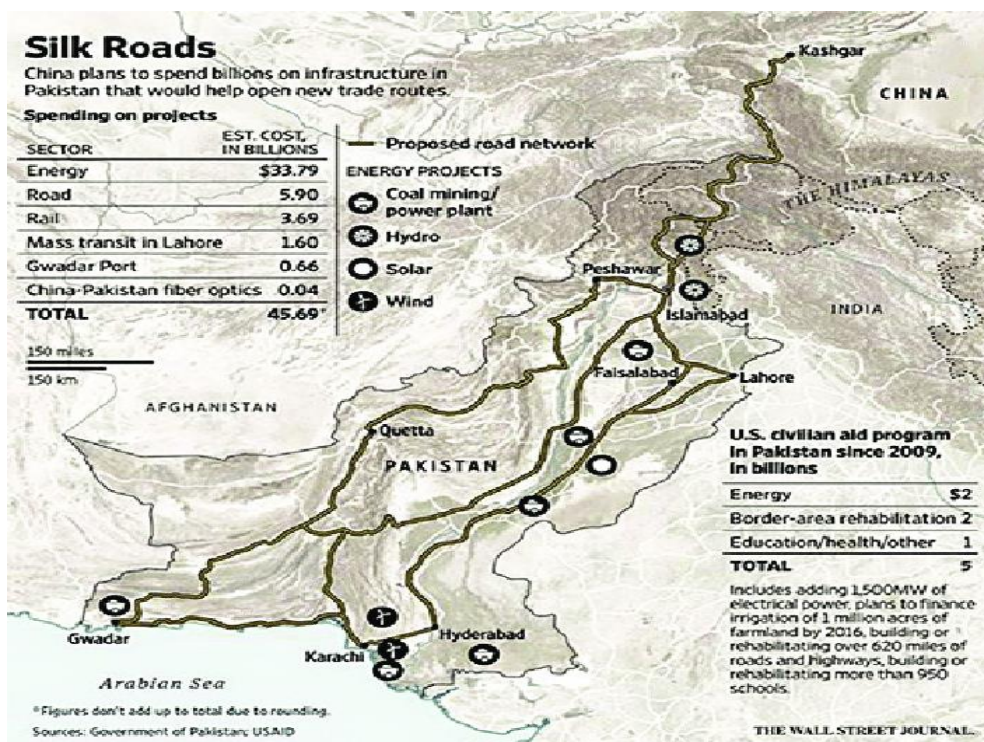 Silk Roads
China plans to spend billions on infrastructure in
Pakistan that would help open new trade routes.
Spending on projects
SECTOR EST. COST, IN BILLIONS
Energy $33.79
Road 5.90
Rail 3.69
Mass transit in Lahore 1.60
Gwadar Port 0.66
China-Pakistan fiber optics 0.04
TOTAL 45.69*
150 miles
150 km
Proposed road network
ENERGY PROJECTS
Coal mining/
power plant
Hydro
Solar
Wind
Kashgar
CHINA
THE HIMALAYAS
Peshawar
Islamabad
INDIA
Faisalabad
Lahore
AFGHANISTAN
Quetta
PAKISTAN
Gwadar
Karachi
Hyderabad
Arabian Sea
U.S. civilian aid program
in Pakistan since 2009,
in billions
Energy $2
Border-area rehabilitation 2
Education/health/other 1
TOTAL 5
Includes adding 1,500MW of
electrical power, plans to finance
irrigation of 1 million acres of
farmland by 2016, building or
rehabilitating over 620 miles of
roads and highways, building or
rehabilitating more than 950
schools.
*Figures don't add up to total due to rounding.
Sources: Government of Pakistan; USAID
THE WALL STREET JOURNAL.